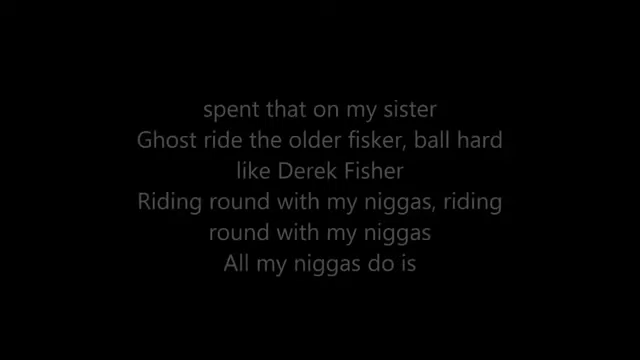 spent that on my sister
Ghost ride the older fisker, ball hard
like Derek Fisher
Riding round with my niggas, riding
round with my niggas
All my niggas do is